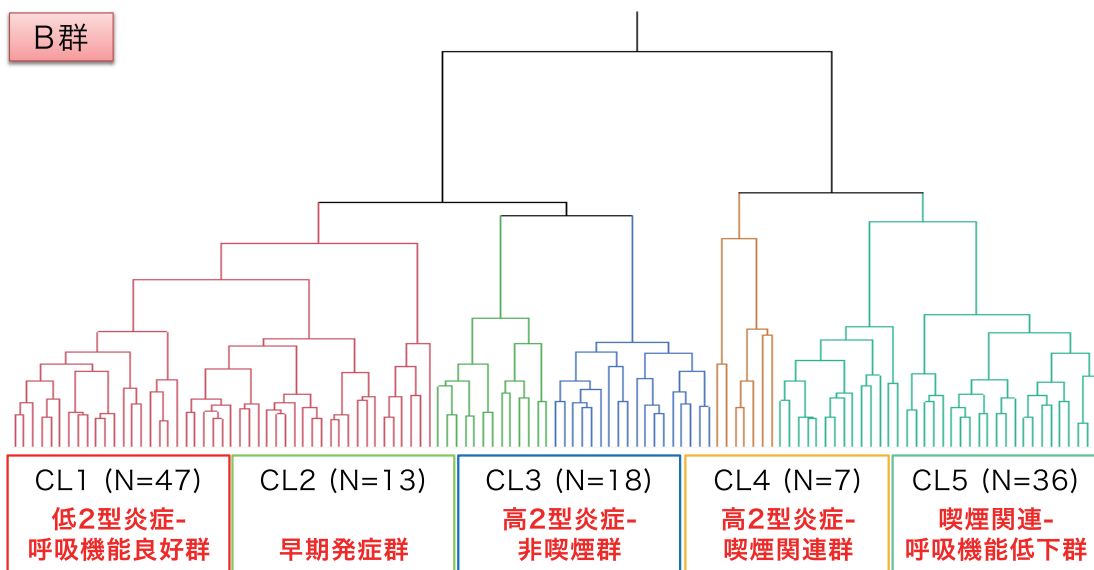 B群
CL1 (N=47)
低2型炎症-
呼吸機能良好群
CL2 (N=13)
早期発症群
CL3 (N=18)
高2型炎症-
非喫煙群
CL4 (N=7)
高2型炎症-
喫煙関連群
CL5 (N=36)
喫煙関連-
呼吸機能低下群